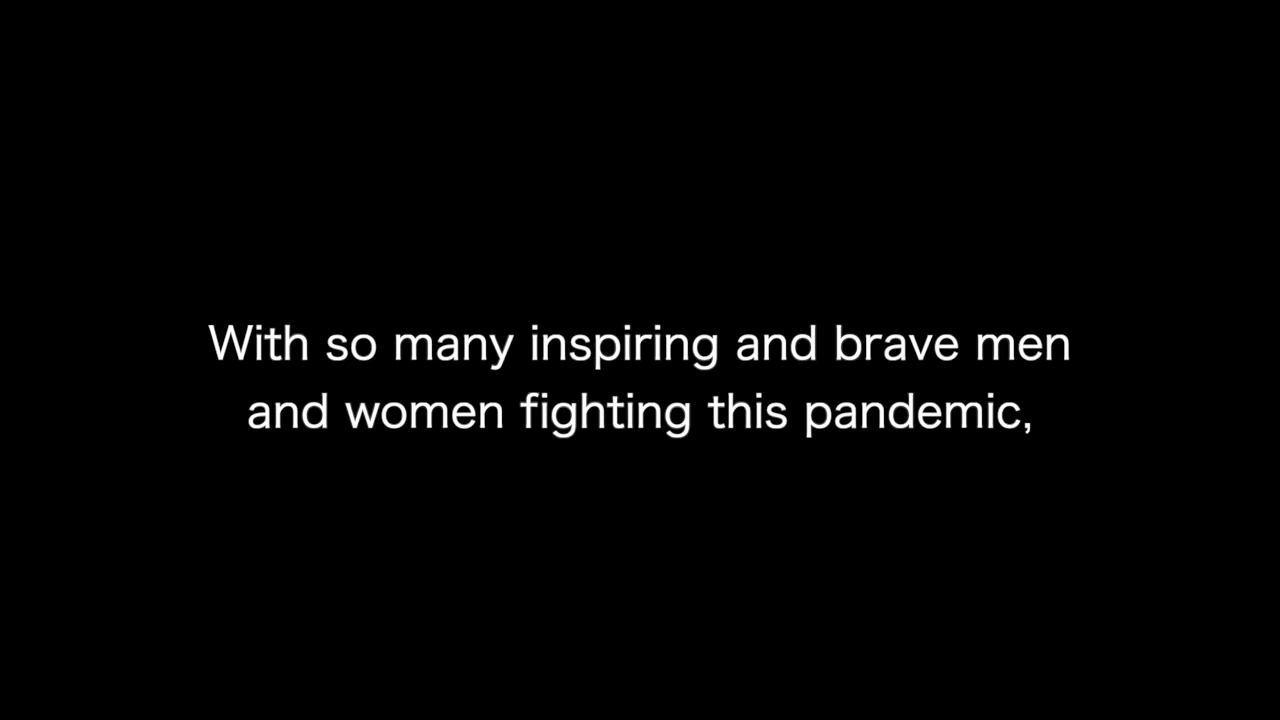 With so many inspiring and brave men
and women fighting this pandemic,